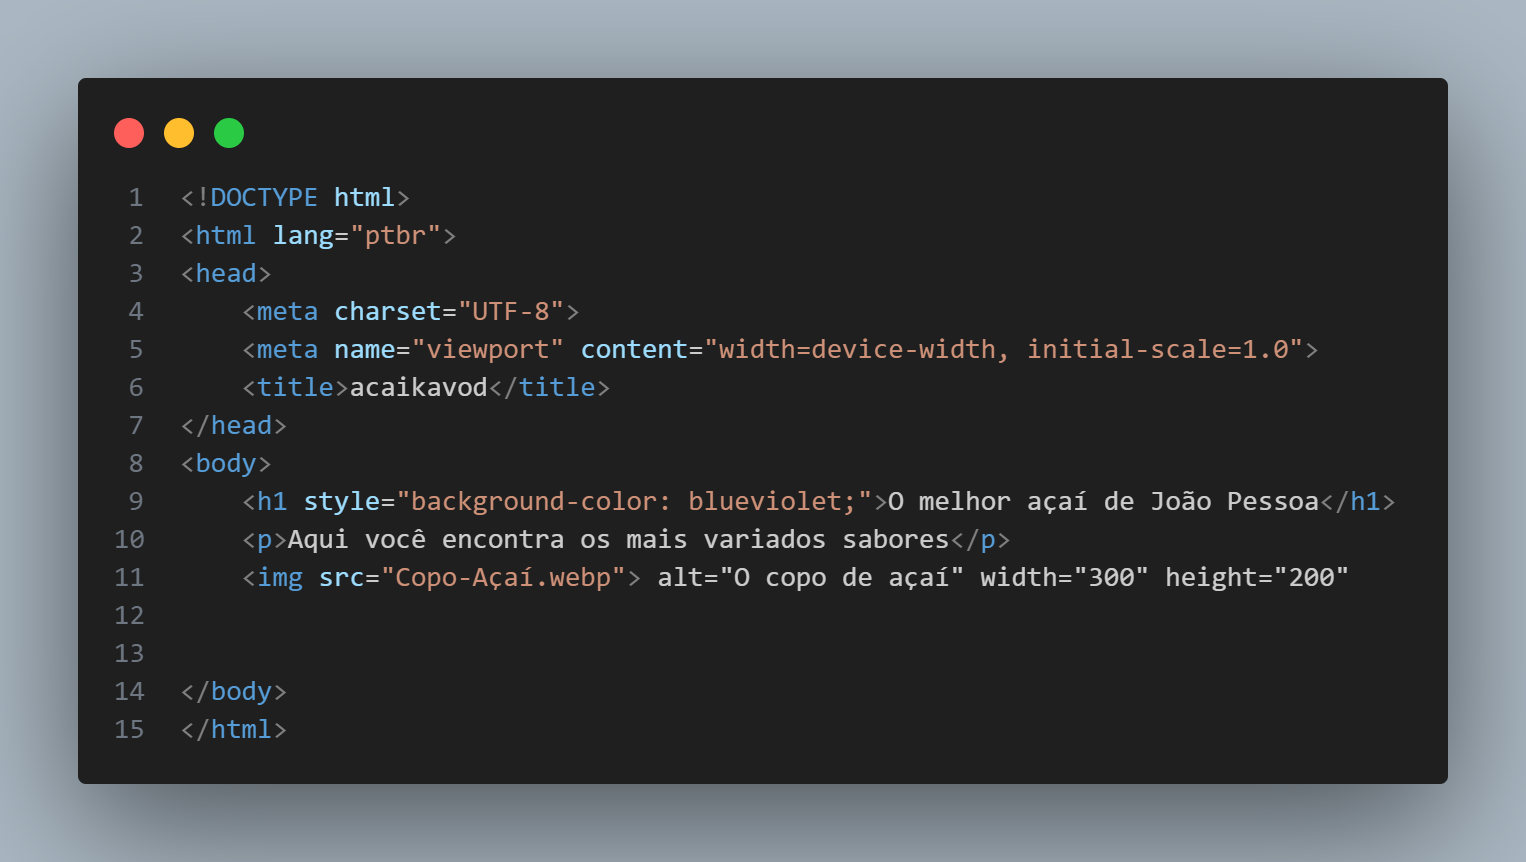 1 <!DOCTYPE html>
2 <html lang="ptbr">
3 <head>
4     <meta charset="UTF-8">
5     <meta name="viewport" content="width=device-width, initial-scale=1.0">
6     <title>acaikavod</title>
7 </head>
8 <body>
9     <h1 style="background-color: blueviolet;">O melhor açaí de João Pessoa</h1>
10     <p>Aqui você encontra os mais variados sabores</p>
11     <img src="Copo-Açaí.webp"> alt="O copo de açaí" width="300" height="200"
12
13
14 </body>
15 </html>